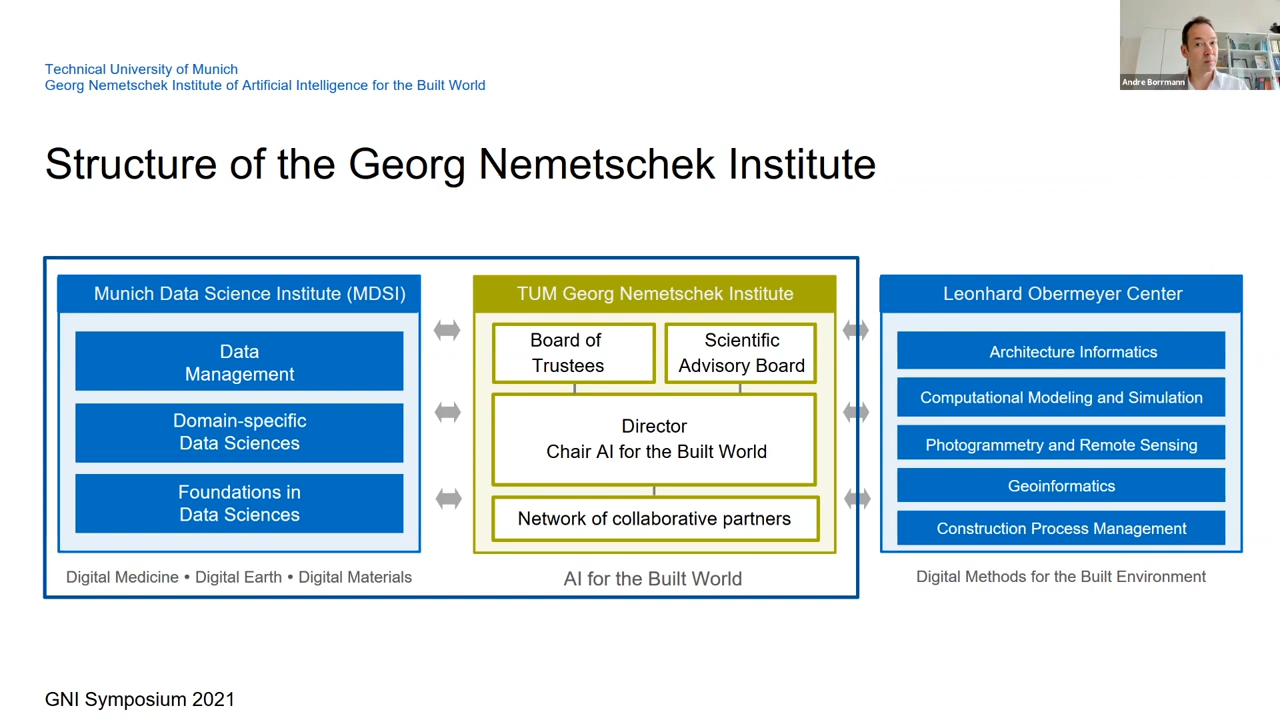 Technical University of Munich
Georg Nemetschek Institute of Artificial Intelligence for the Built World
Andre Borrmann
Structure of the Georg Nemetschek Institute
Munich Data Science Institute (MDSI)
Data
Management
Domain-specific
Data Sciences
Foundations in
Data Sciences
Digital Medicine • Digital Earth • Digital Materials
TUM Georg Nemetschek Institute
Board of
Trustees
Scientific
Advisory Board
Director
Chair AI for the Built World
Network of collaborative partners
AI for the Built World
Leonhard Obermeyer Center
Architecture Informatics
Computational Modeling and Simulation
Photogrammetry and Remote Sensing
Geoinformatics
Construction Process Management
Digital Methods for the Built Environment
GNI Symposium 2021